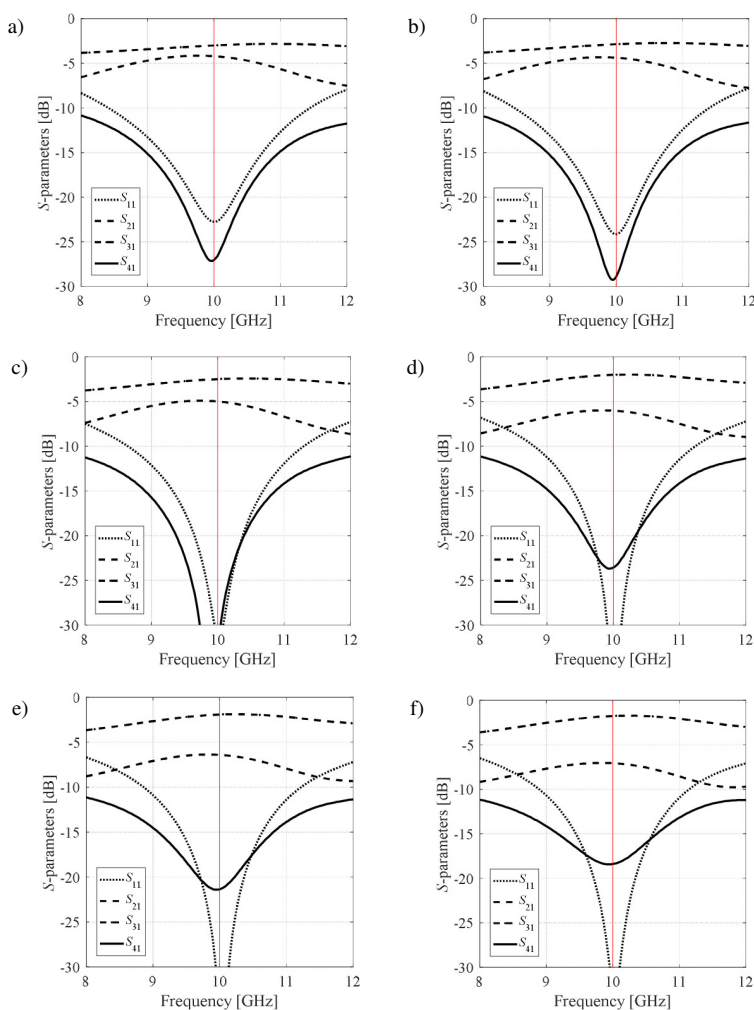 a)
S-parameters [dB]
0
-5
-10
-15
-20
-25
-30
S11
S21
S31
S41
8 9 10 11 12
Frequency [GHz]
b)
S-parameters [dB]
0
-5
-10
-15
-20
-25
-30
S11
S21
S31
S41
8 9 10 11 12
Frequency [GHz]
c)
S-parameters [dB]
0
-5
-10
-15
-20
-25
-30
S11
S21
S31
S41
8 9 10 11 12
Frequency [GHz]
d)
S-parameters [dB]
0
-5
-10
-15
-20
-25
-30
S11
S21
S31
S41
8 9 10 11 12
Frequency [GHz]
e)
S-parameters [dB]
0
-5
-10
-15
-20
-25
-30
S11
S21
S31
S41
8 9 10 11 12
Frequency [GHz]
f)
S-parameters [dB]
0
-5
-10
-15
-20
-25
-30
S11
S21
S31
S41
8 9 10 11 12
Frequency [GHz]